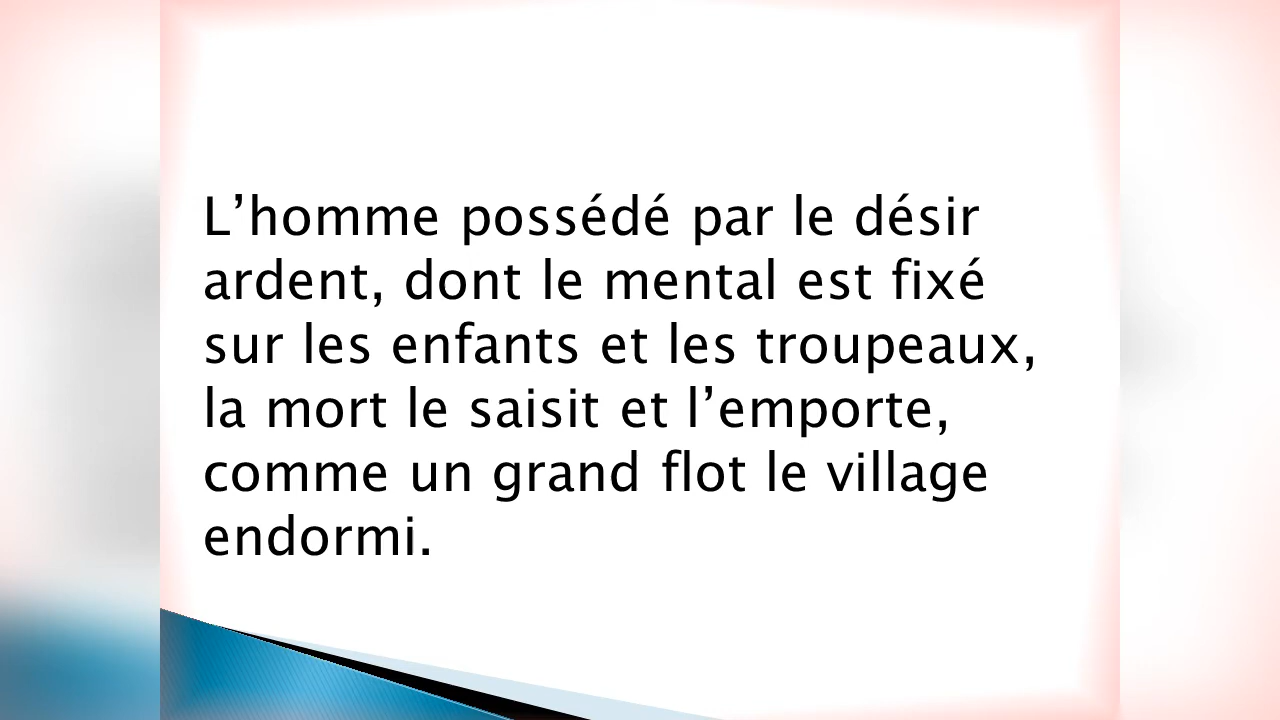 L’homme possédé par le désir
ardent, dont le mental est fixé
sur les enfants et les troupeaux,
la mort le saisit et l’emporte,
comme un grand flot le village
endormi.